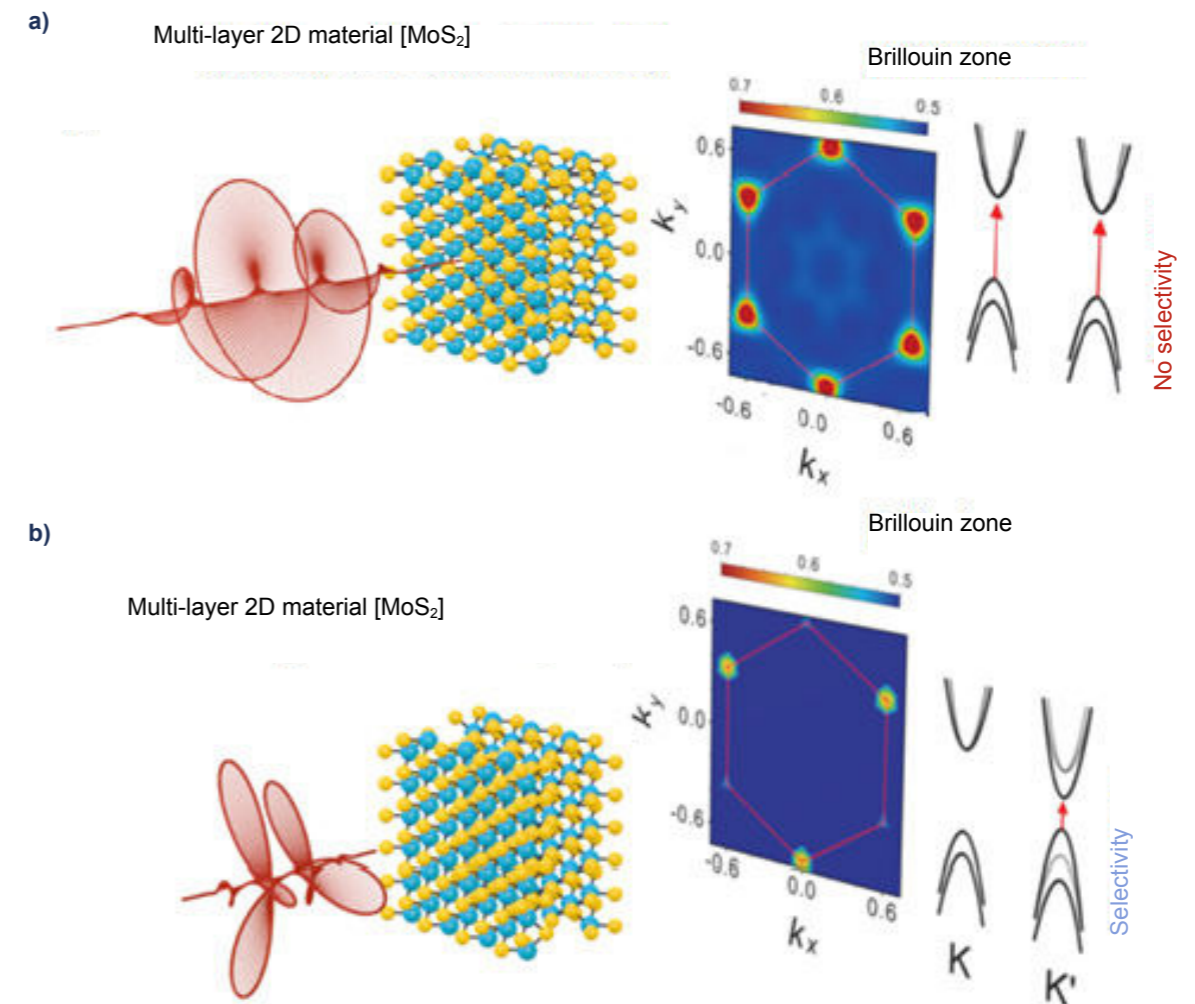 a)
Multi-layer 2D material [MoS₂]
Brillouin zone
0.7 0.6 0.5
0.6
0.0
-0.6
Ky
-0.6 0.0 0.6
kx
No selectivity
b)
Brillouin zone
Multi-layer 2D material [MoS₂]
0.7 0.6 0.5
0.6
0.0
-0.6
ky
-0.6 0.0 0.6
kx
K
K'
Selectivity